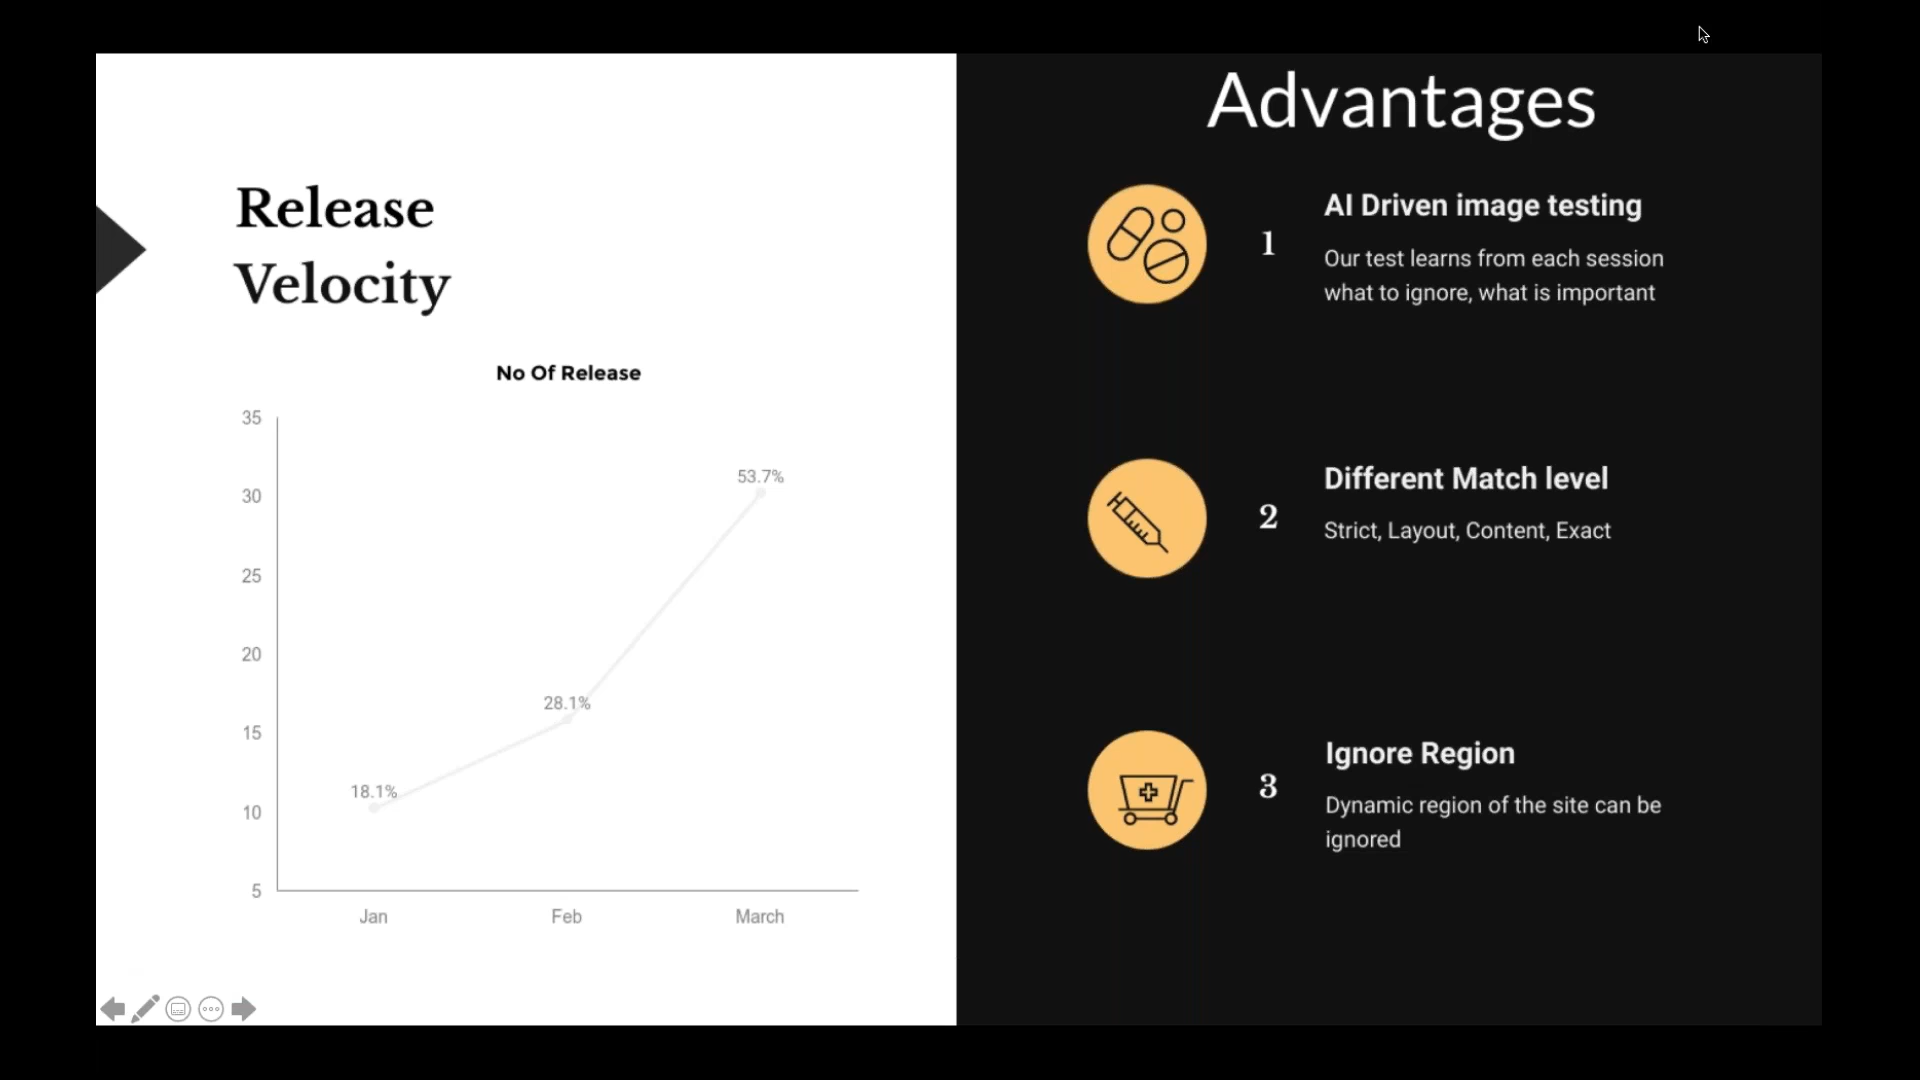 Release
Velocity
No Of Release
35
30
25
20
15
10
5
53.7%
28.1%
18.1%
Jan
Feb
March
Advantages
1
AI Driven image testing
Our test learns from each session
what to ignore, what is important
2
Different Match level
Strict, Layout, Content, Exact
3
Ignore Region
Dynamic region of the site can be
ignored